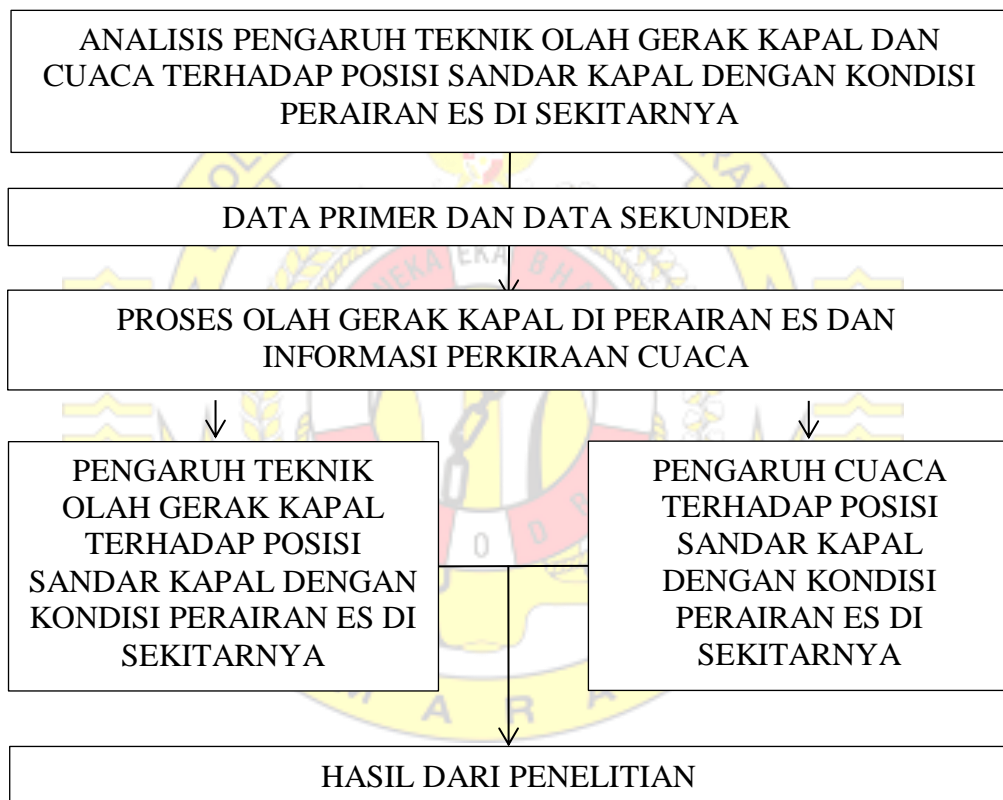 ANALISIS PENGARUH TEKNIK OLAH GERAK KAPAL DAN
CUACA TERHADAP POSISI SANDAR KAPAL DENGAN KONDISI
PERAIRAN ES DI SEKITARNYA
DATA PRIMER DAN DATA SEKUNDER
NEKA EKA BHA
PROSES OLAH GERAK KAPAL DI PERAIRAN ES DAN
INFORMASI PERKIRAAN CUACA
PENGARUH TEKNIK
OLAH GERAK KAPAL
TERHADAP POSISI
SANDAR KAPAL DENGAN
KONDISI PERAIRAN ES DI
SEKITARNYA
PENGARUH CUACA
TERHADAP POSISI
SANDAR KAPAL
DENGAN KONDISI
PERAIRAN ES DI
SEKITARNYA
M A R A
HASIL DARI PENELITIAN